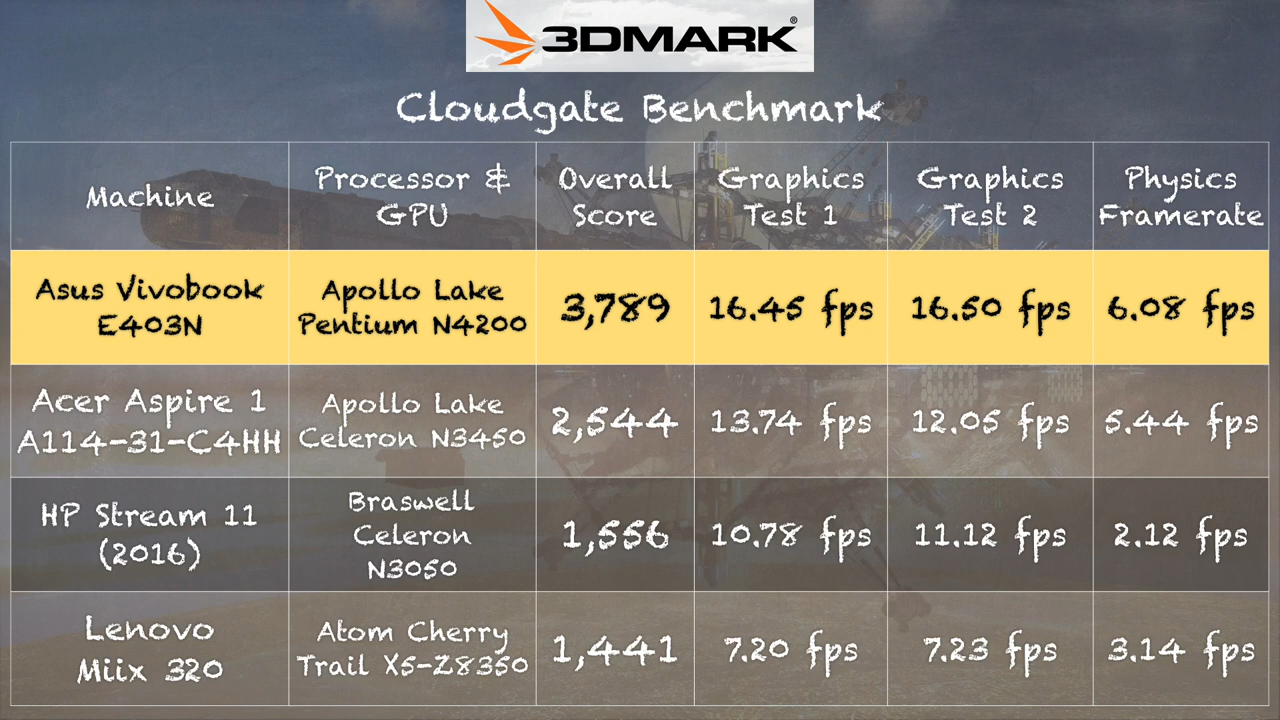 3DMARK®
Cloudgate Benchmark
Machine
Processor &
GPU
Overall
Score
Graphics
Test 1
Graphics
Test 2
Physics
Framerate
Asus Vivobook
E403N
Apollo Lake
Pentium N4200
3,789
16.45 fps
16.50 fps
6.08 fps
Acer Aspire 1
A114-31-C4HH
Apollo Lake
Celeron N3450
2,544
13.74 fps
12.05 fps
5.44 fps
HP Stream 11
(2016)
Braswell
Celeron
N3050
1,556
10.78 fps
11.12 fps
2.12 fps
Lenovo
Miix 320
Atom Cherry
Trail X5-Z8350
1,441
7.20 fps
7.23 fps
3.14 fps